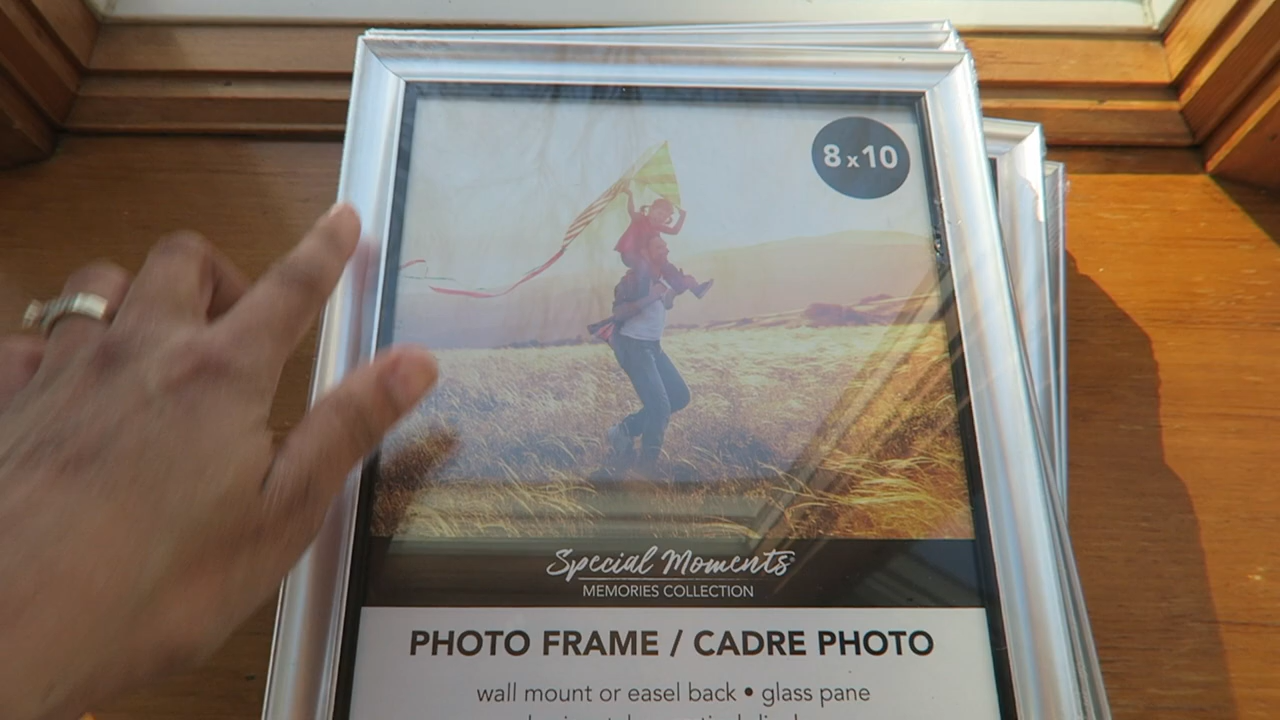 8x10
Special Moments
MEMORIES COLLECTION
PHOTO FRAME / CADRE PHOTO
wall mount or easel back • glass pane